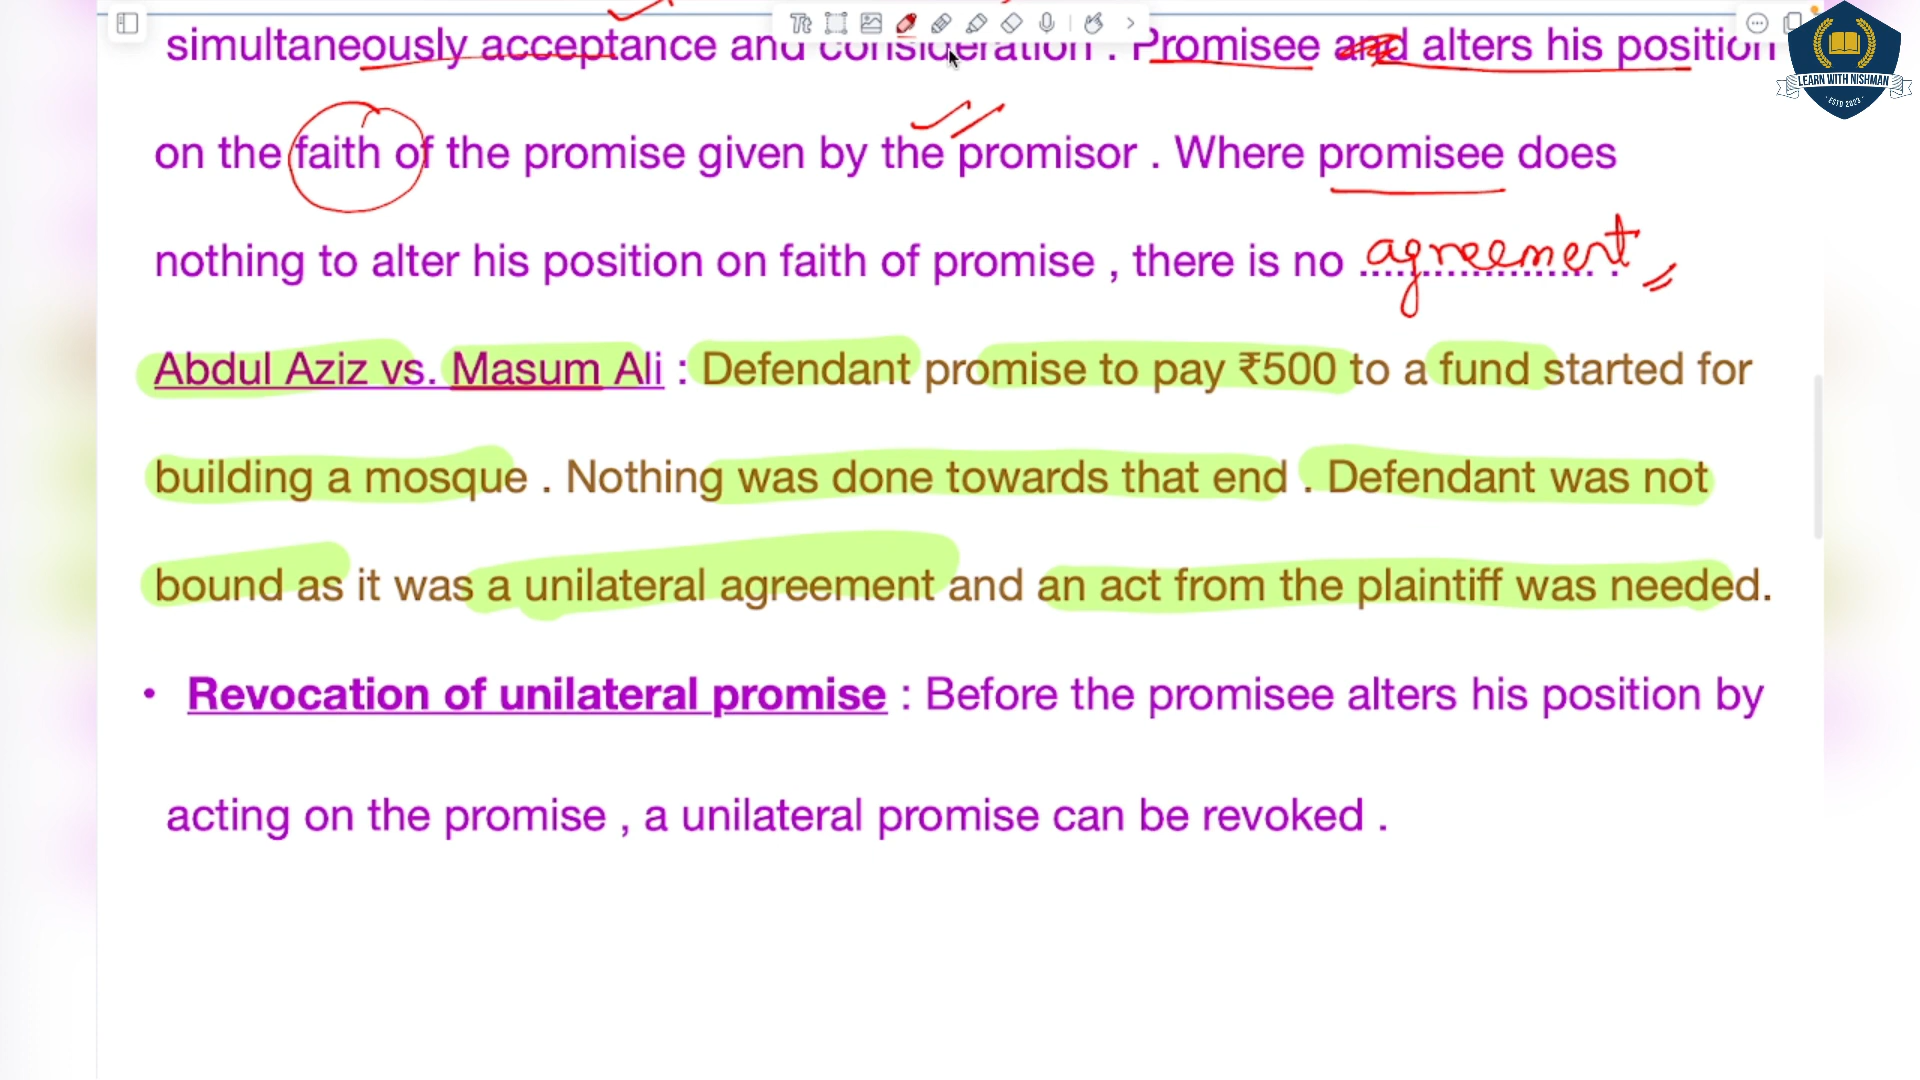 simultaneously acceptance and consideration . Promisee and alters his position
on the faith of the promise given by the promisor . Where promisee does
nothing to alter his position on faith of promise , there is no ..................... . agreement
Abdul Aziz vs. Masum Ali : Defendant promise to pay ₹500 to a fund started for
building a mosque . Nothing was done towards that end . Defendant was not
bound as it was a unilateral agreement and an act from the plaintiff was needed.
• Revocation of unilateral promise : Before the promisee alters his position by
acting on the promise , a unilateral promise can be revoked .
LEARN WITH NISHMAN